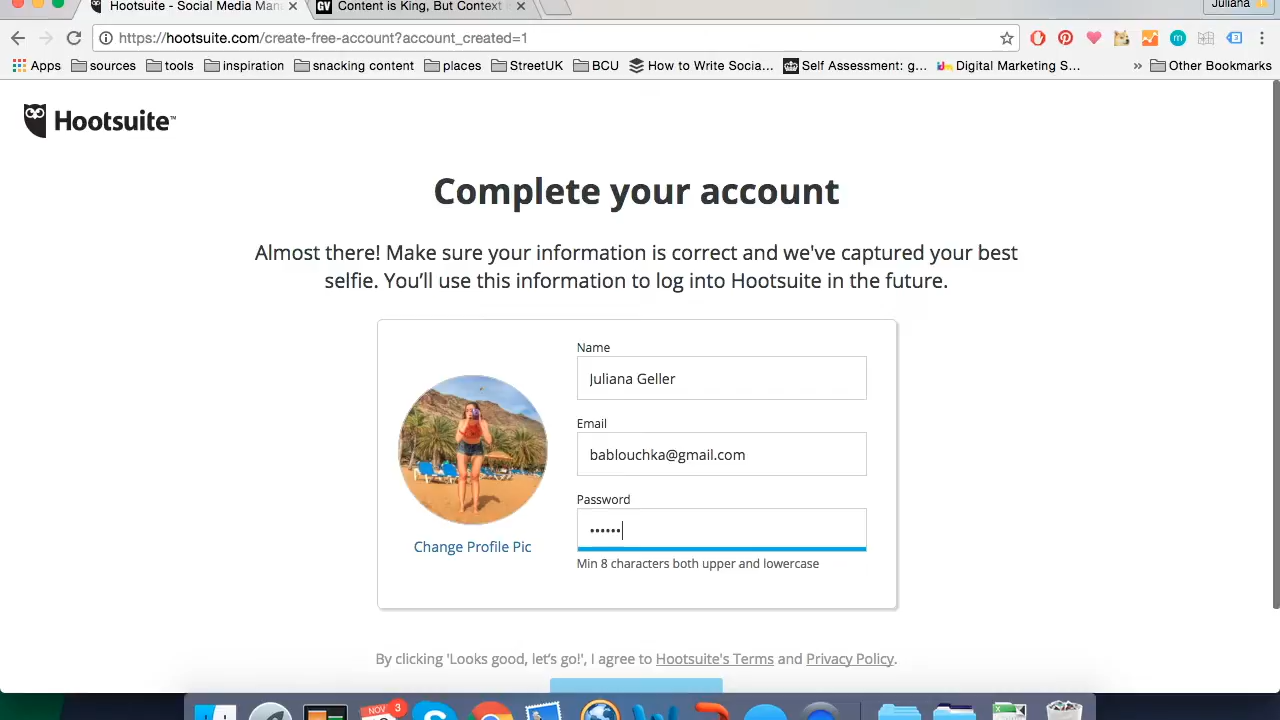 Hootsuite - Social Media Man
GV Content is King, But Context
Juliana
https://hootsuite.com/create-free-account?account_created=1
Apps sources tools inspiration snacking content places StreetUK BCU How to Write Socia... Self Assessment: g... Digital Marketing S... » Other Bookmarks
Hootsuite™
Complete your account
Almost there! Make sure your information is correct and we've captured your best
selfie. You'll use this information to log into Hootsuite in the future.
Name
Juliana Geller
Email
bablouchka@gmail.com
Password
••••••
Min 8 characters both upper and lowercase
Change Profile Pic
By clicking 'Looks good, let's go!', I agree to Hootsuite's Terms and Privacy Policy.
NOV 3